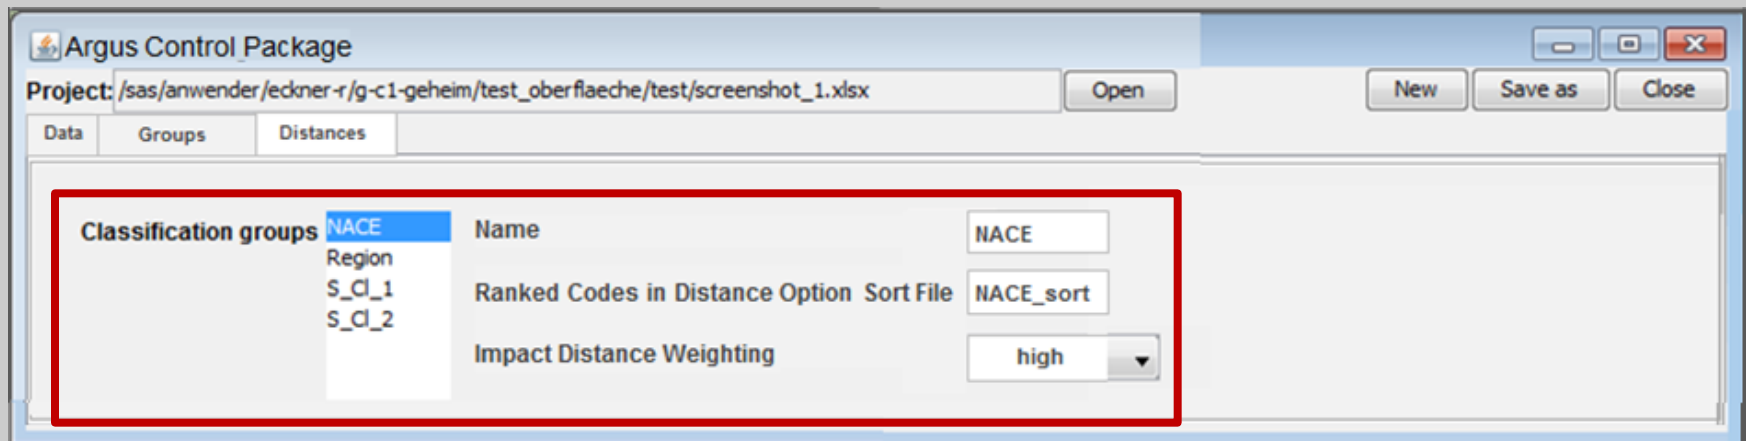 Argus Control Package
Project: /sas/anwender/eckner-r/g-c1-geheim/test_oberflaeche/test/screenshot_1.xlsx Open New Save as Close
Data Groups Distances
Classification groups NACE Name NACE
Region
S_Cl_1 Ranked Codes in Distance Option Sort File NACE_sort
S_Cl_2
Impact Distance Weighting high